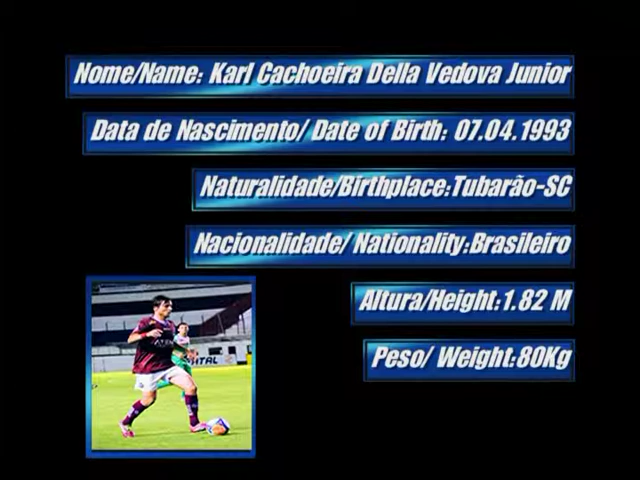 Nome/Name: Karl Cachoeira Della Vedova Junior
Data de Nascimento/ Date of Birth: 07.04.1993
Naturalidade/Birthplace:Tubarão-SC
Nacionalidade/ Nationality:Brasileiro
Altura/Height:1.82 M
Peso/ Weight:80Kg